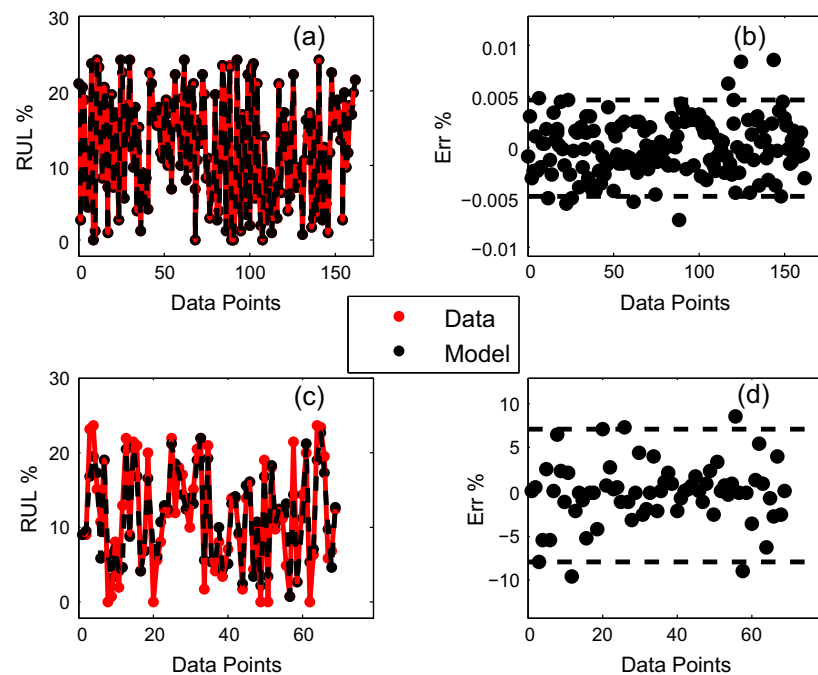 (a)
30
20
10
0
RUL %
0 50 100 150
Data Points
(b)
0.01
0.005
0
−0.005
−0.01
Err %
0 50 100 150
Data Points
Data
Model
(c)
30
20
10
0
RUL %
0 20 40 60
Data Points
(d)
10
5
0
−5
−10
Err %
0 20 40 60
Data Points